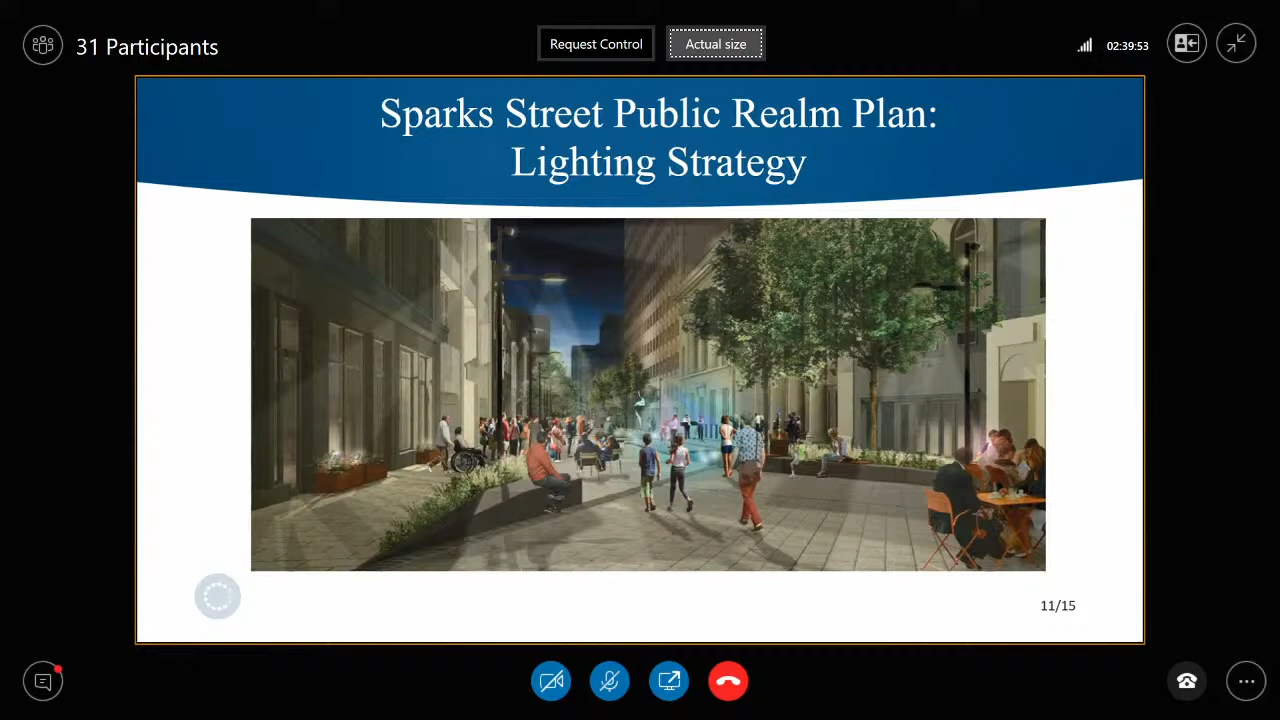 31 Participants
Request Control
Actual size
02:39:53
Sparks Street Public Realm Plan:
Lighting Strategy
11/15